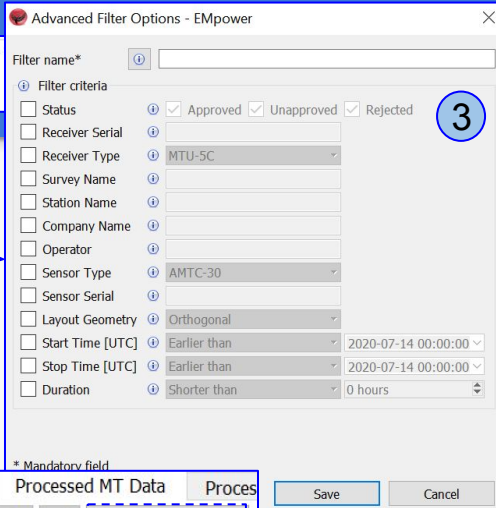 Advanced Filter Options - EMpower
Filter name*
Filter criteria
Status Approved Unapproved Rejected
3
Receiver Serial
Receiver Type MTU-5C
Survey Name
Station Name
Company Name
Operator
Sensor Type AMTC-30
Sensor Serial
Layout Geometry Orthogonal
Start Time [UTC] Earlier than 2020-07-14 00:00:00
Stop Time [UTC] Earlier than 2020-07-14 00:00:00
Duration Shorter than 0 hours
* Mandatory field
Processed MT Data Proces
Save Cancel